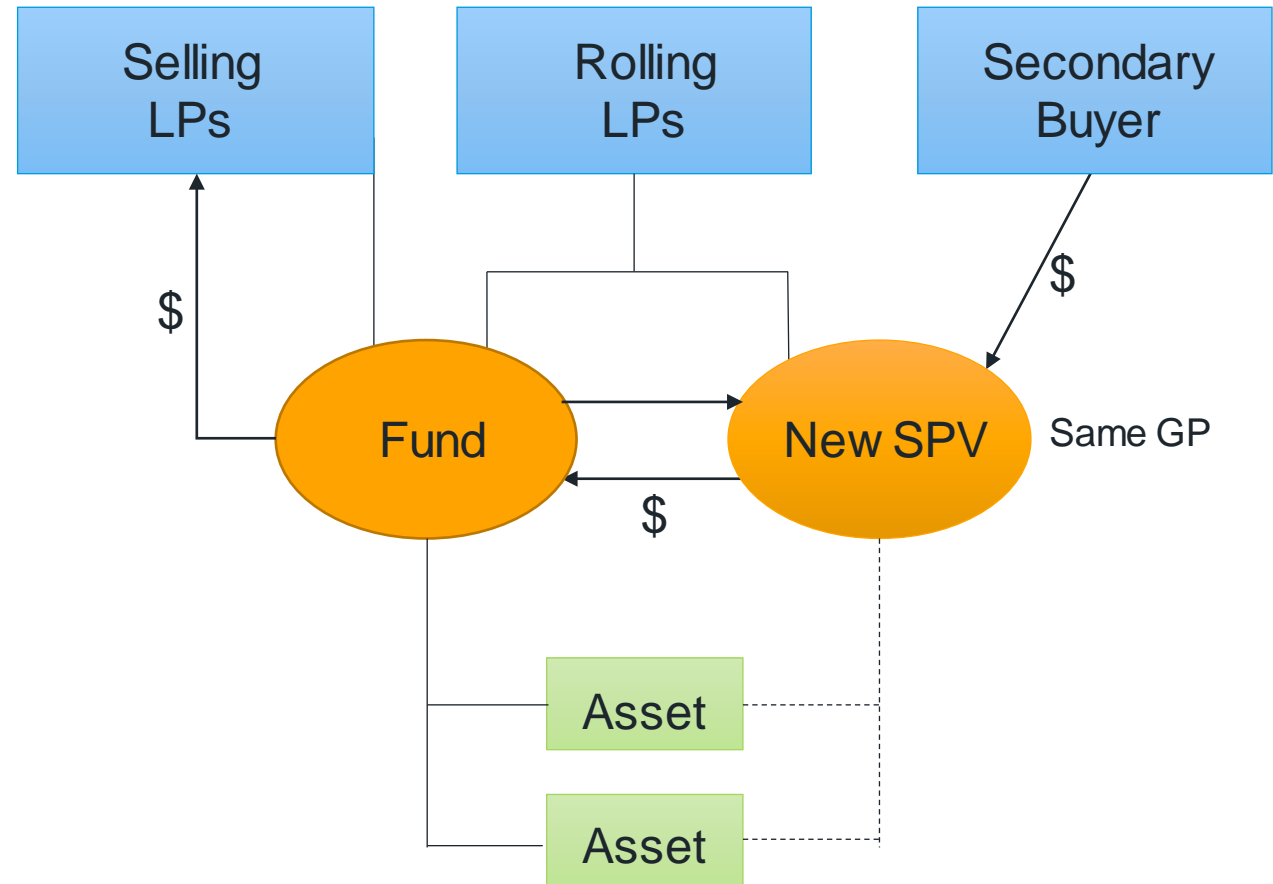 Selling
LPs
Rolling
LPs
Secondary
Buyer
$
$
Fund
New SPV
Same GP
$
Asset
Asset